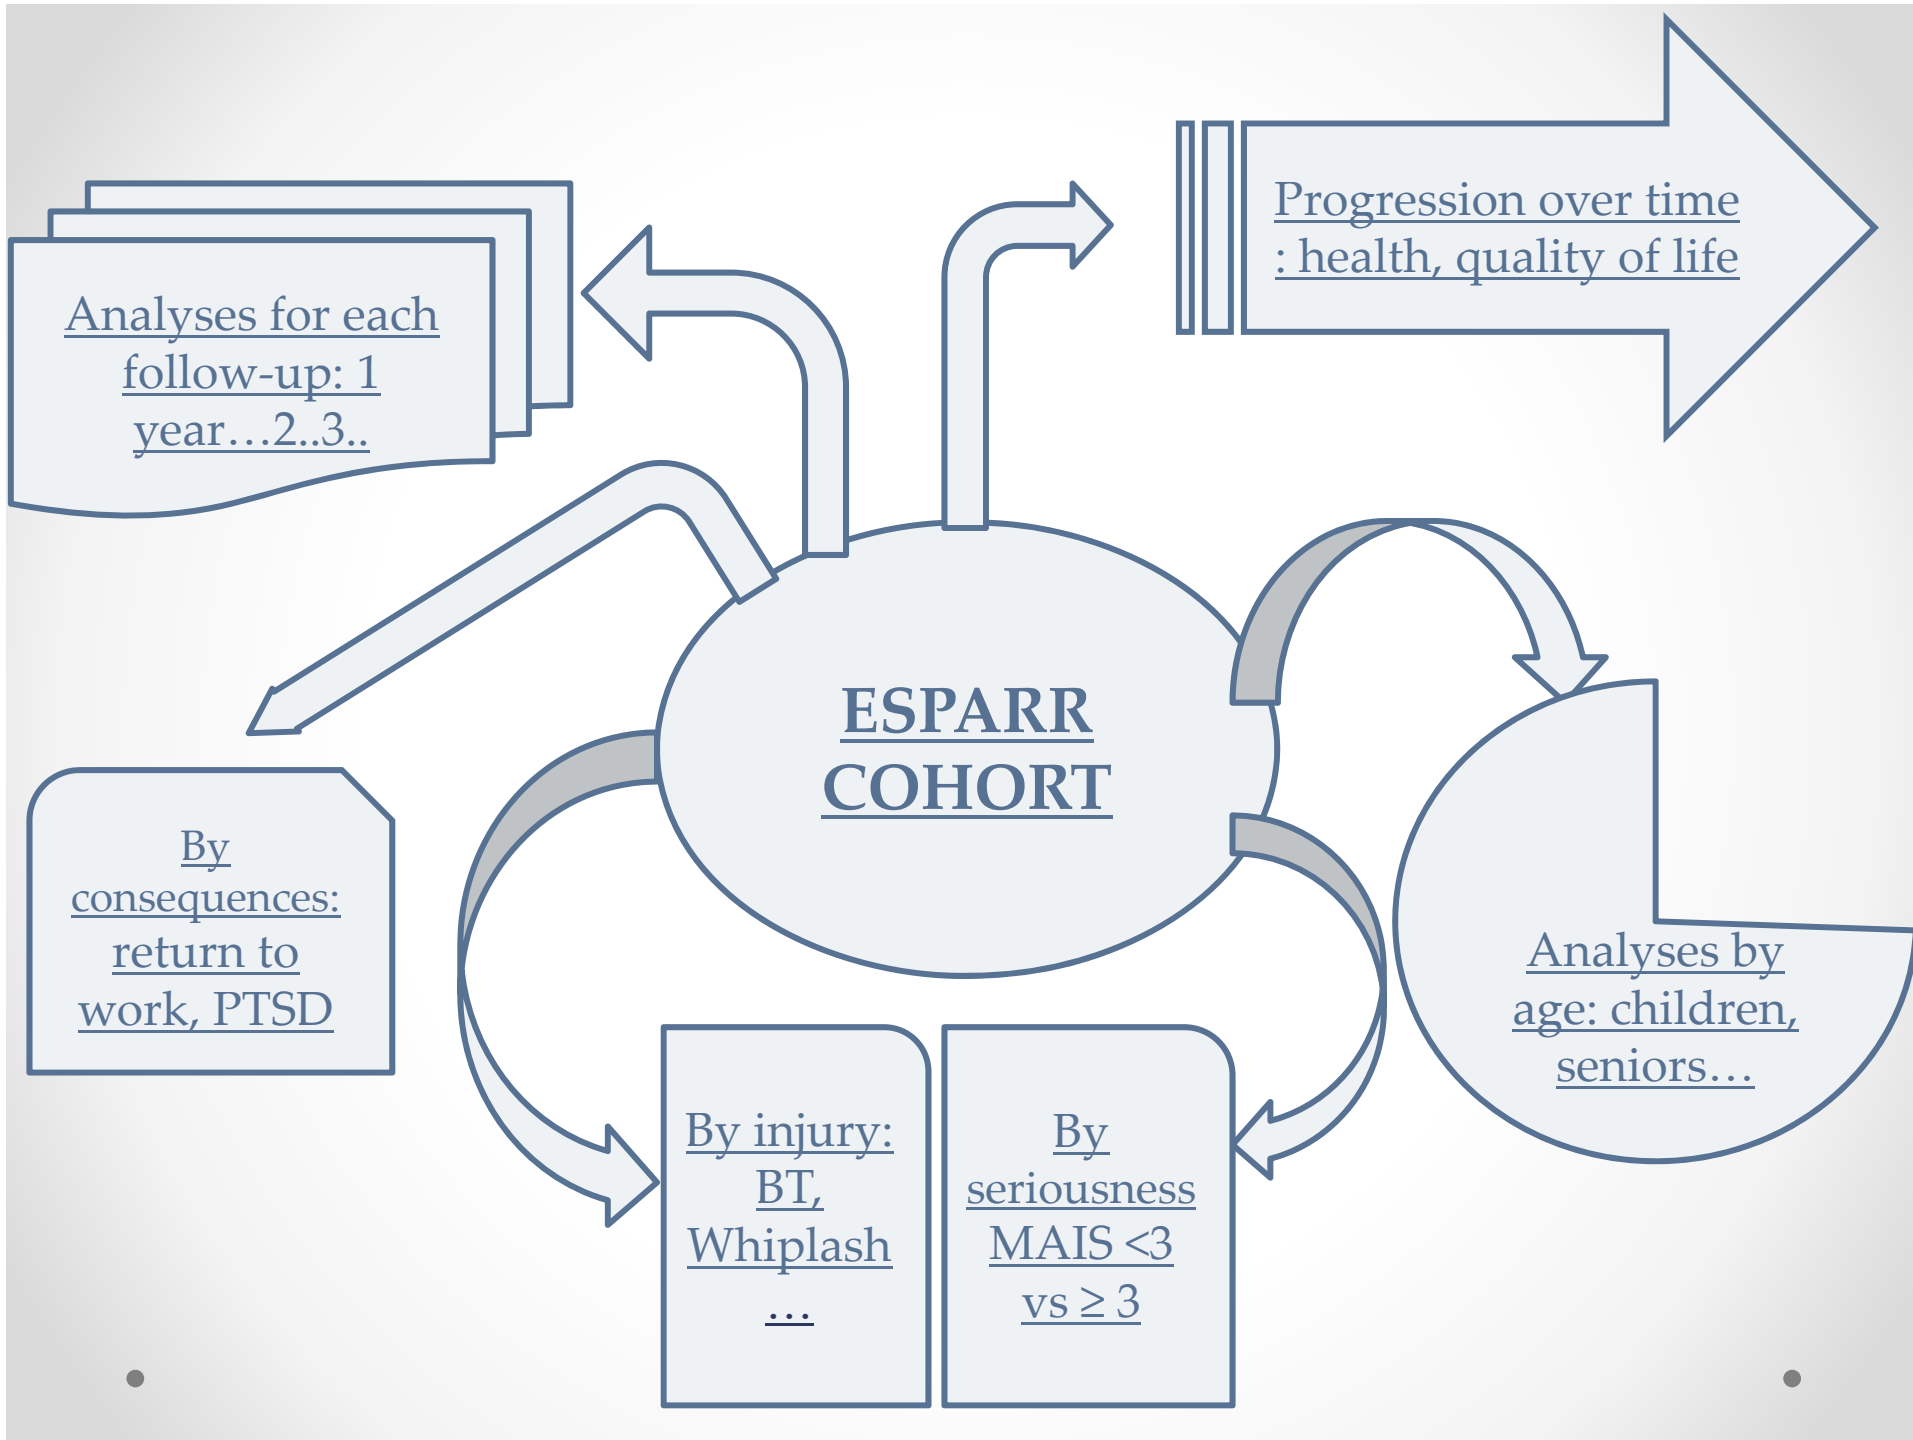 Progression over time
: health, quality of life
Analyses for each
follow-up: 1
year…2..3..
ESPARR
COHORT
By
consequences:
return to
work, PTSD
Analyses by
age: children,
seniors…
By injury:
BT,
Whiplash
…
By
seriousness
MAIS <3
vs ≥ 3